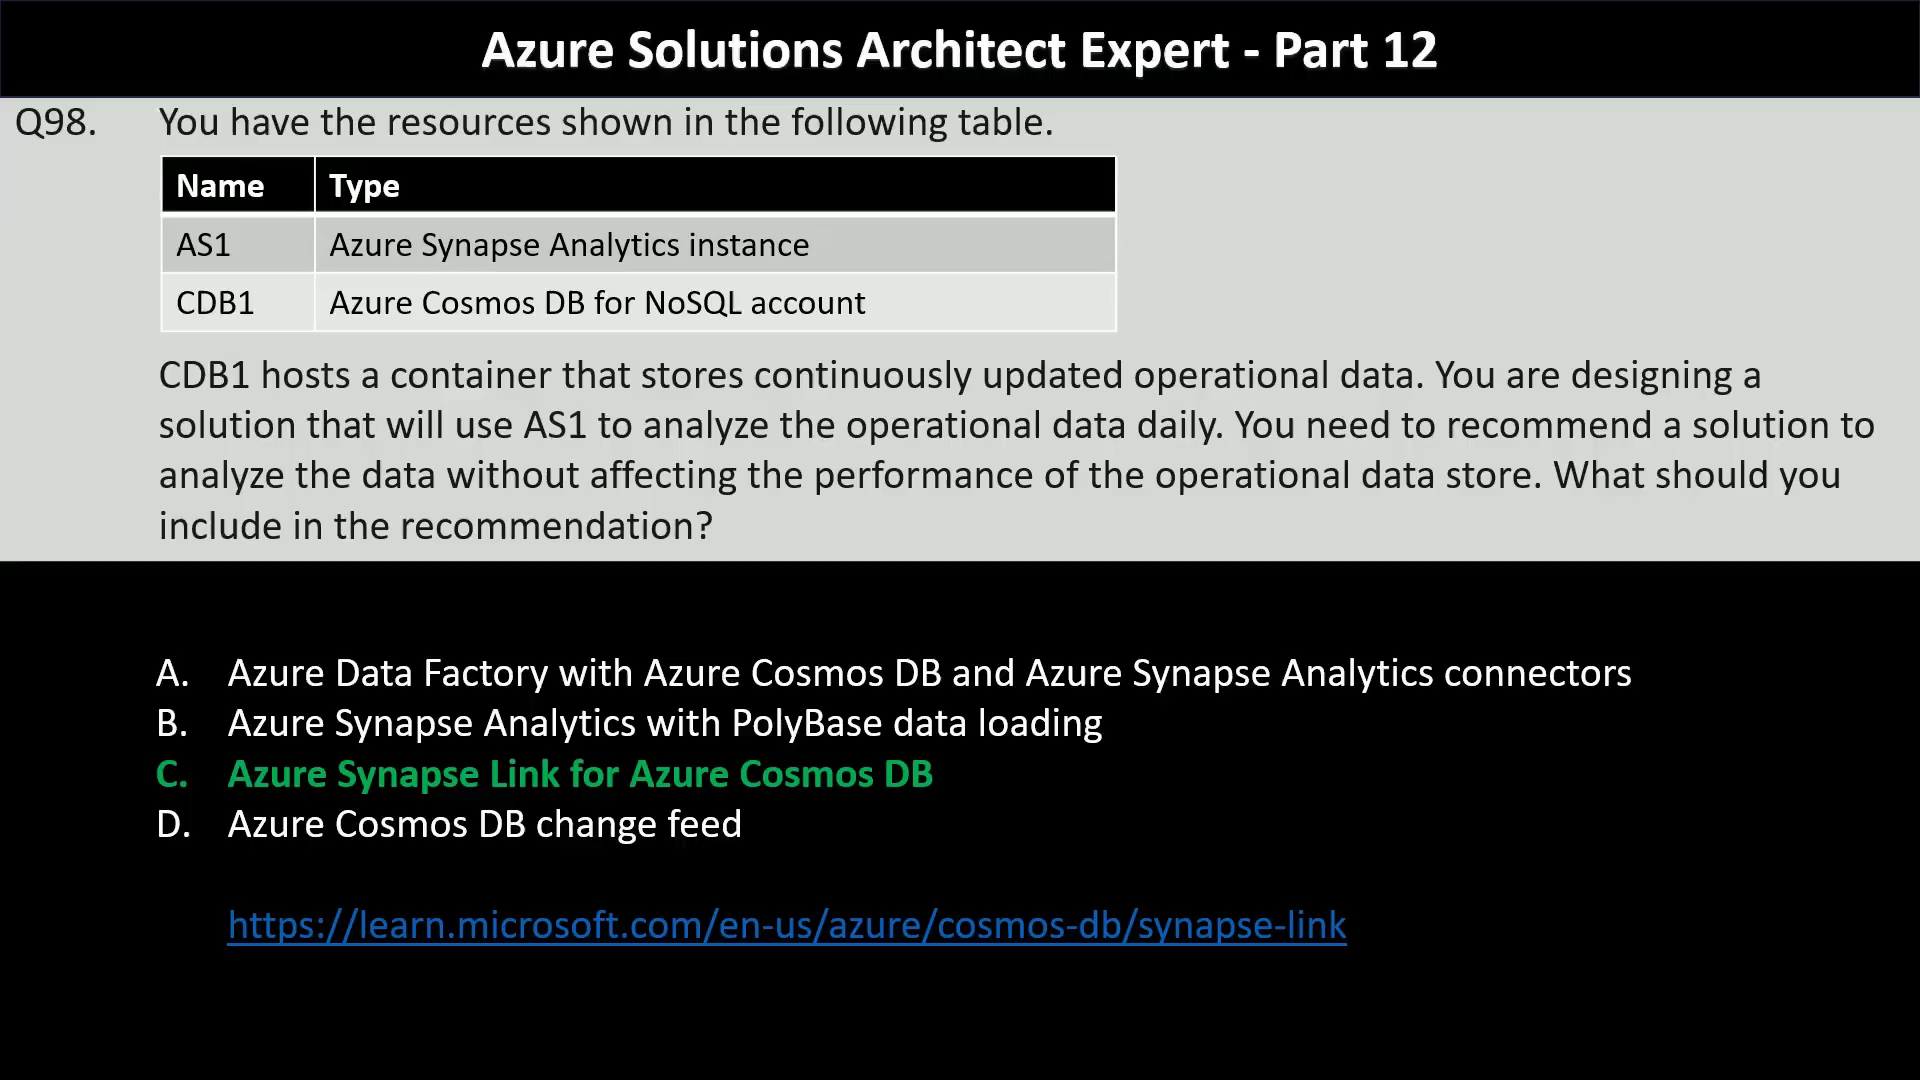 Azure Solutions Architect Expert - Part 12
Q98. You have the resources shown in the following table.
Name Type
AS1 Azure Synapse Analytics instance
CDB1 Azure Cosmos DB for NoSQL account
CDB1 hosts a container that stores continuously updated operational data. You are designing a
solution that will use AS1 to analyze the operational data daily. You need to recommend a solution to
analyze the data without affecting the performance of the operational data store. What should you
include in the recommendation?
A. Azure Data Factory with Azure Cosmos DB and Azure Synapse Analytics connectors
B. Azure Synapse Analytics with PolyBase data loading
C. Azure Synapse Link for Azure Cosmos DB
D. Azure Cosmos DB change feed
https://learn.microsoft.com/en-us/azure/cosmos-db/synapse-link